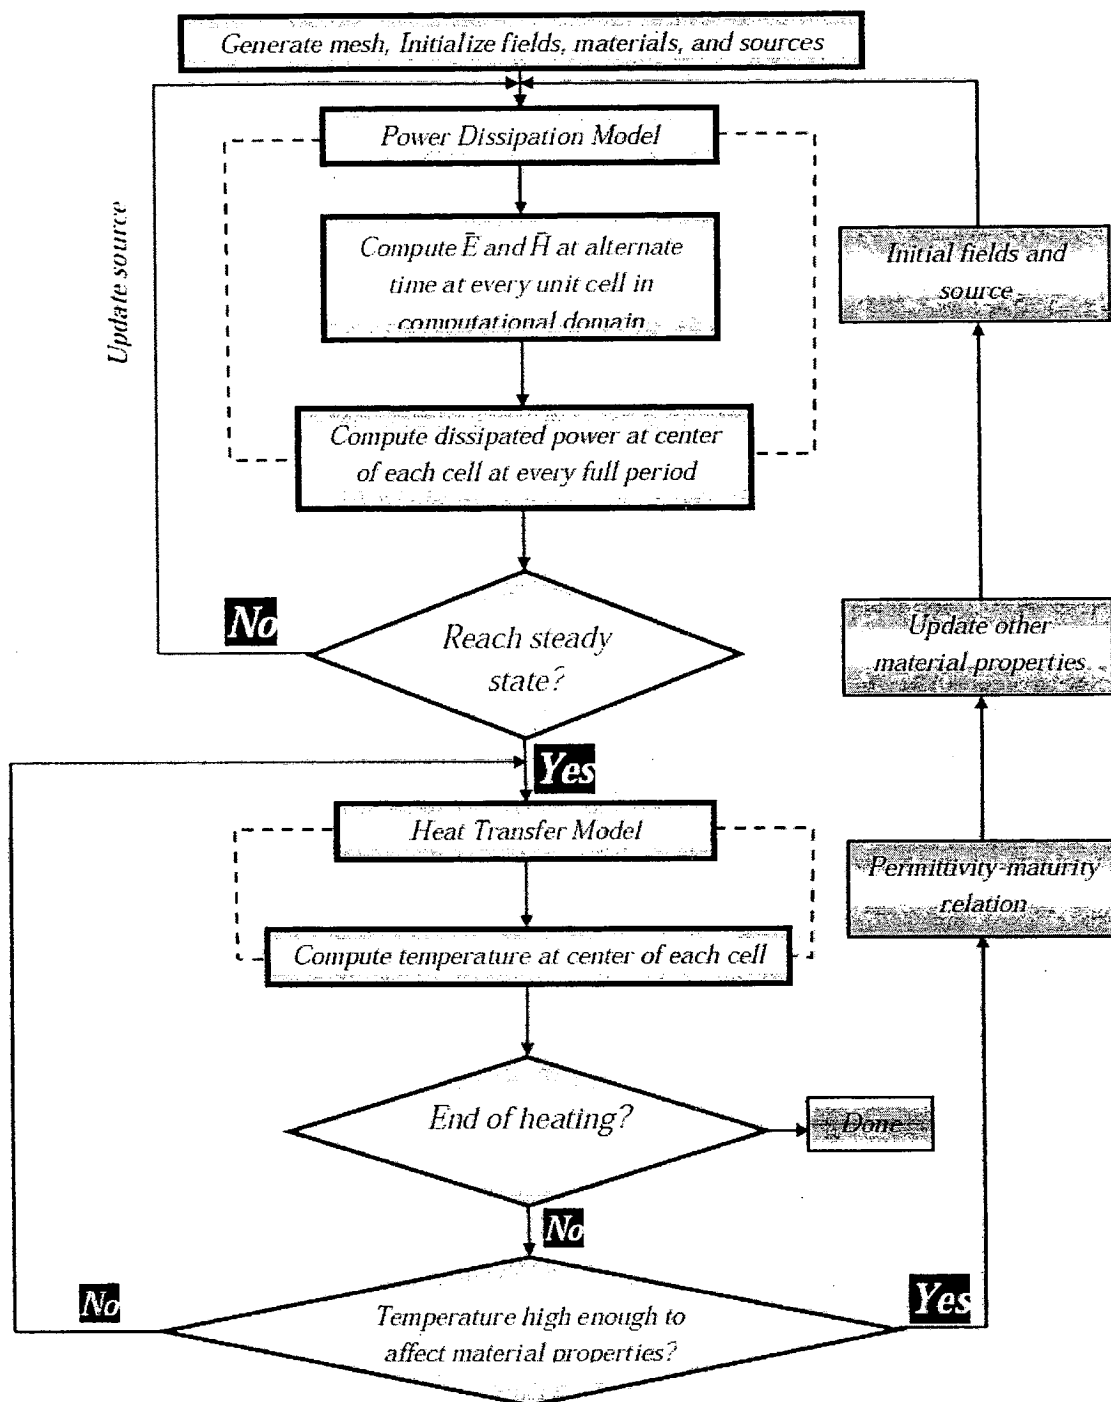 Generate mesh, Initialize fields, materials, and sources
Power Dissipation Model
Update source
Compute Ē and H̄ at alternate
time at every unit cell in
computational domain
Initial fields and
source
Compute dissipated power at center
of each cell at every full period
No
Reach steady
state?
Update other
material properties
Yes
Heat Transfer Model
Permittivity-maturity
relation
Compute temperature at center of each cell
End of heating?
Done
No
No
Temperature high enough to
affect material properties?
Yes